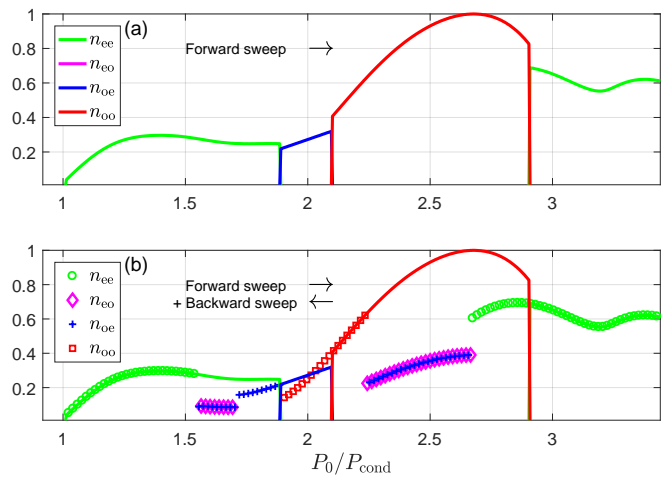 (a)
n_ee
n_eo
n_oe
n_oo
Forward sweep →
1
0.8
0.6
0.4
0.2
1 1.5 2 2.5 3
(b)
n_ee
n_eo
n_oe
n_oo
Forward sweep →
+ Backward sweep ←
1
0.8
0.6
0.4
0.2
1 1.5 2 2.5 3
P_0/P_cond